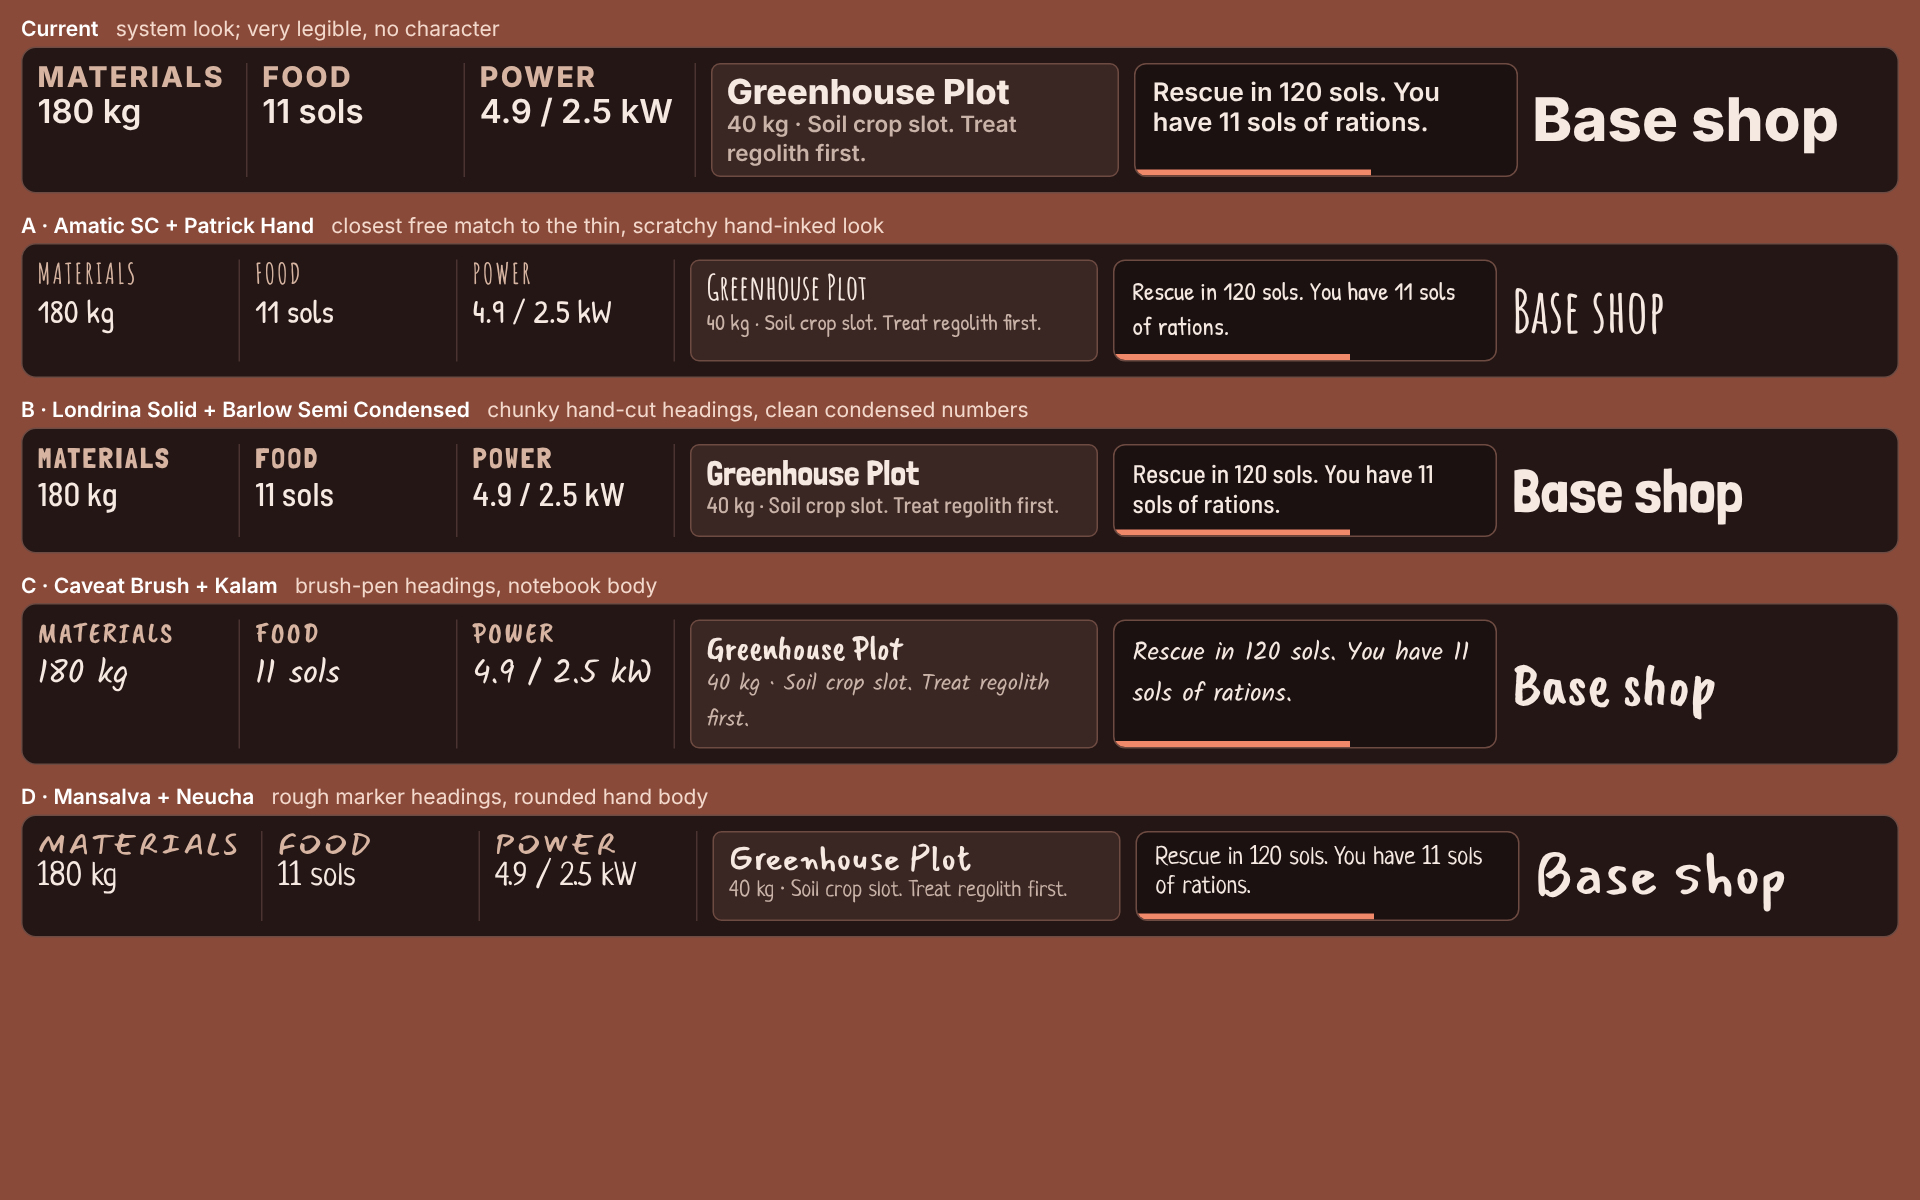 Current system look; very legible, no character
MATERIALS FOOD POWER
180 kg 11 sols 4.9 / 2.5 kW
Greenhouse Plot
40 kg · Soil crop slot. Treat
regolith first.
Rescue in 120 sols. You
have 11 sols of rations.
Base shop
A · Amatic SC + Patrick Hand closest free match to the thin, scratchy hand-inked look
MATERIALS FOOD POWER
180 kg 11 sols 4.9 / 2.5 kW
Greenhouse Plot
40 kg · Soil crop slot. Treat regolith first.
Rescue in 120 sols. You have 11 sols
of rations.
Base shop
B · Londrina Solid + Barlow Semi Condensed chunky hand-cut headings, clean condensed numbers
MATERIALS FOOD POWER
180 kg 11 sols 4.9 / 2.5 kW
Greenhouse Plot
40 kg · Soil crop slot. Treat regolith first.
Rescue in 120 sols. You have 11
sols of rations.
Base shop
C · Caveat Brush + Kalam brush-pen headings, notebook body
MATERIALS FOOD POWER
180 kg 11 sols 4.9 / 2.5 kW
Greenhouse Plot
40 kg · Soil crop slot. Treat regolith
first.
Rescue in 120 sols. You have 11
sols of rations.
Base shop
D · Mansalva + Neucha rough marker headings, rounded hand body
MATERIALS FOOD POWER
180 kg 11 sols 4.9 / 2.5 kW
Greenhouse Plot
40 kg · Soil crop slot. Treat regolith first.
Rescue in 120 sols. You have 11 sols
of rations.
Base shop